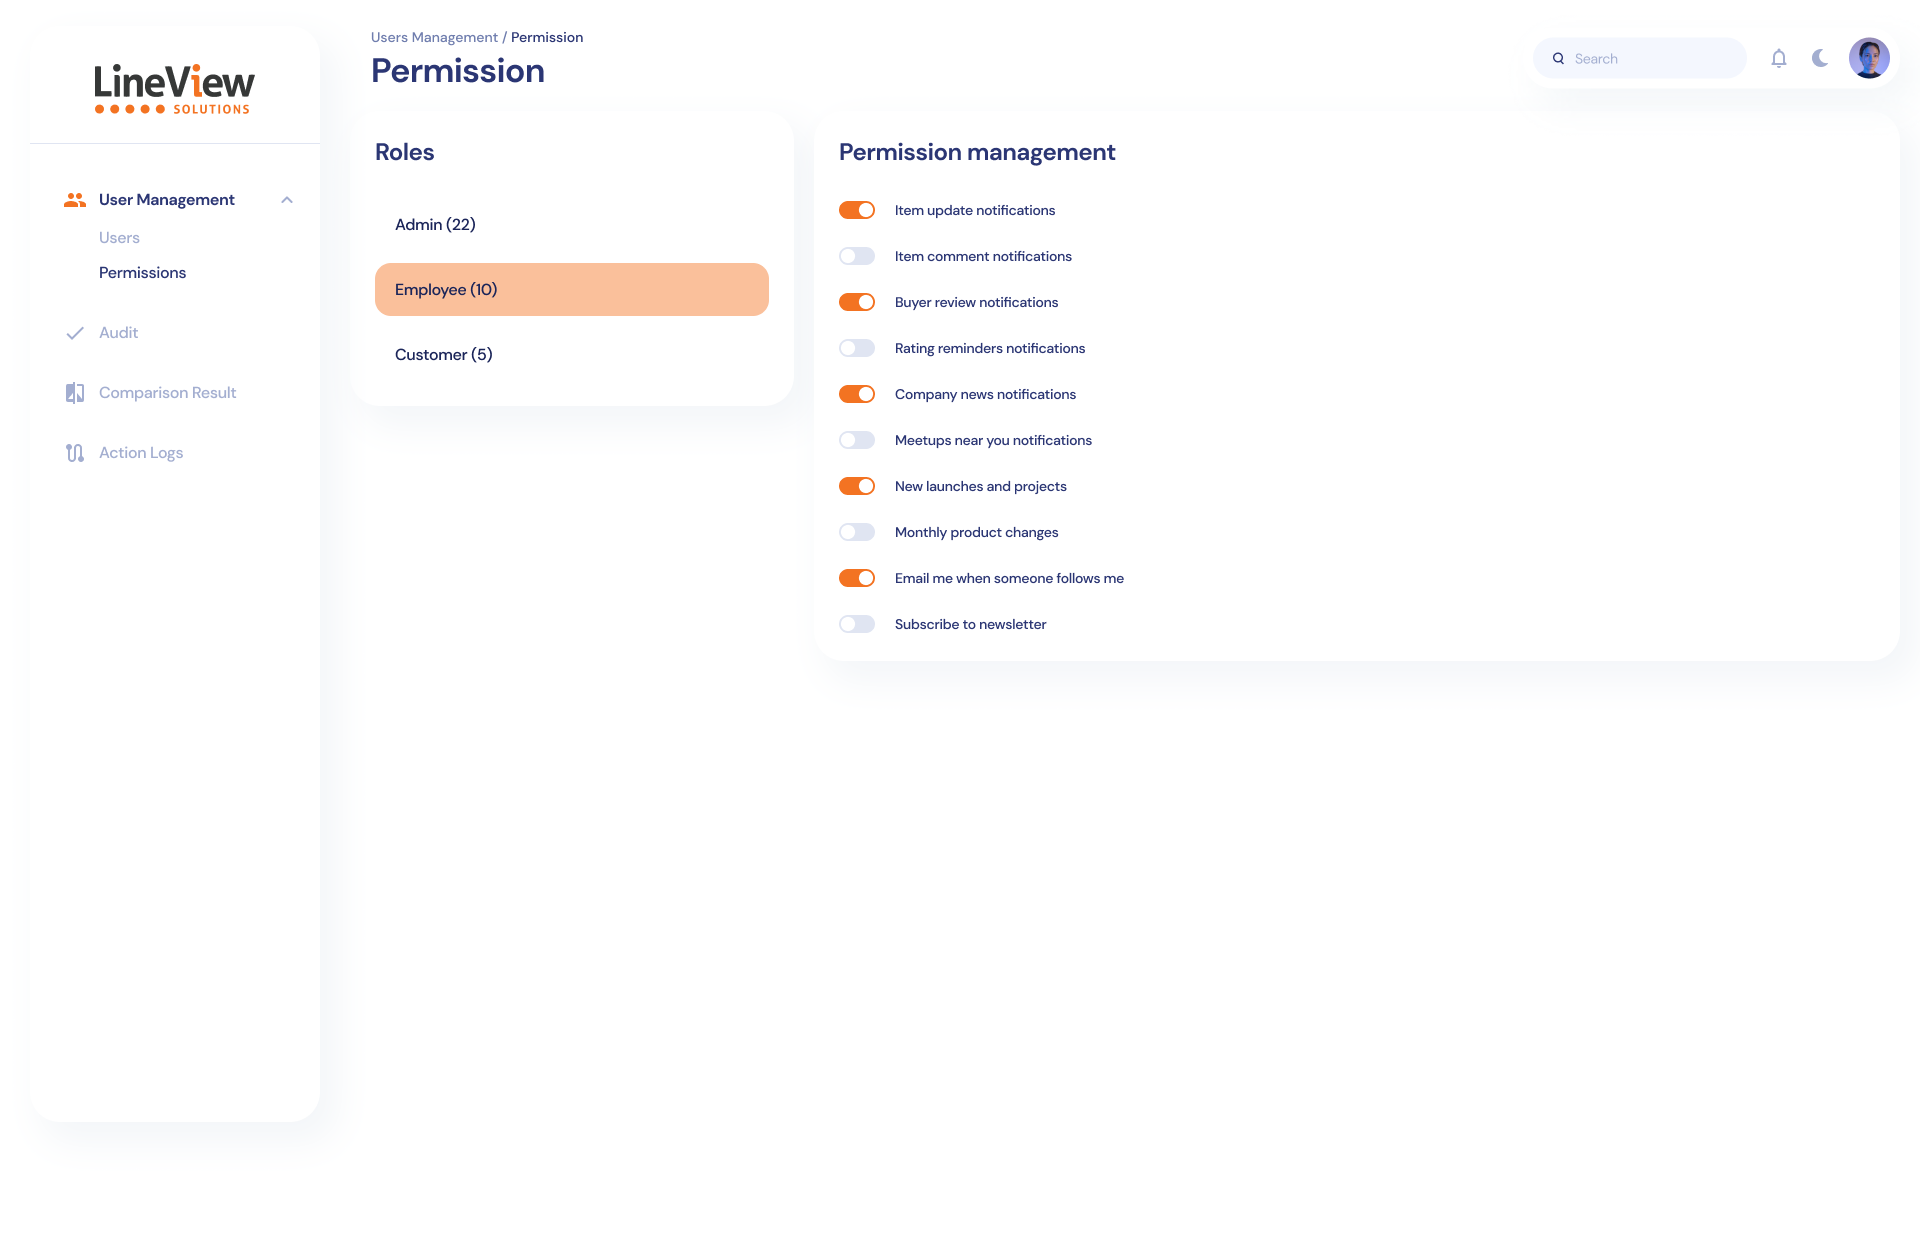 LineView
SOLUTIONS
User Management
Users
Permissions
Audit
Comparison Result
Action Logs
Users Management / Permission
Permission
Search
Roles
Admin (22)
Employee (10)
Customer (5)
Permission management
Item update notifications
Item comment notifications
Buyer review notifications
Rating reminders notifications
Company news notifications
Meetups near you notifications
New launches and projects
Monthly product changes
Email me when someone follows me
Subscribe to newsletter